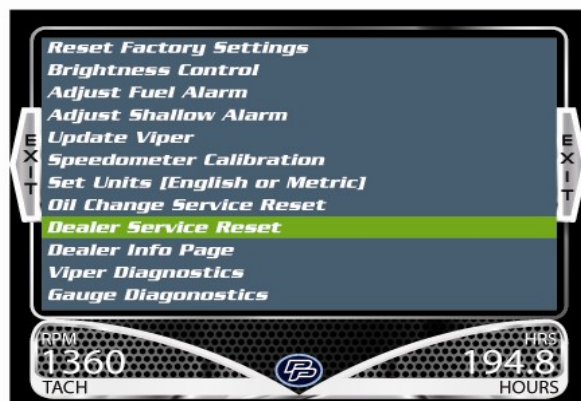 Reset Factory Settings
Brightness Control
Adjust Fuel Alarm
Adjust Shallow Alarm
Update Viper
Speedometer Calibration
Set Units [English or Metric]
Oil Change Service Reset
Dealer Service Reset
Dealer Info Page
Viper Diagnostics
Gauge Diagonostics
EXIT
EXIT
RPM
1360
TACH
HRS
194.8
HOURS